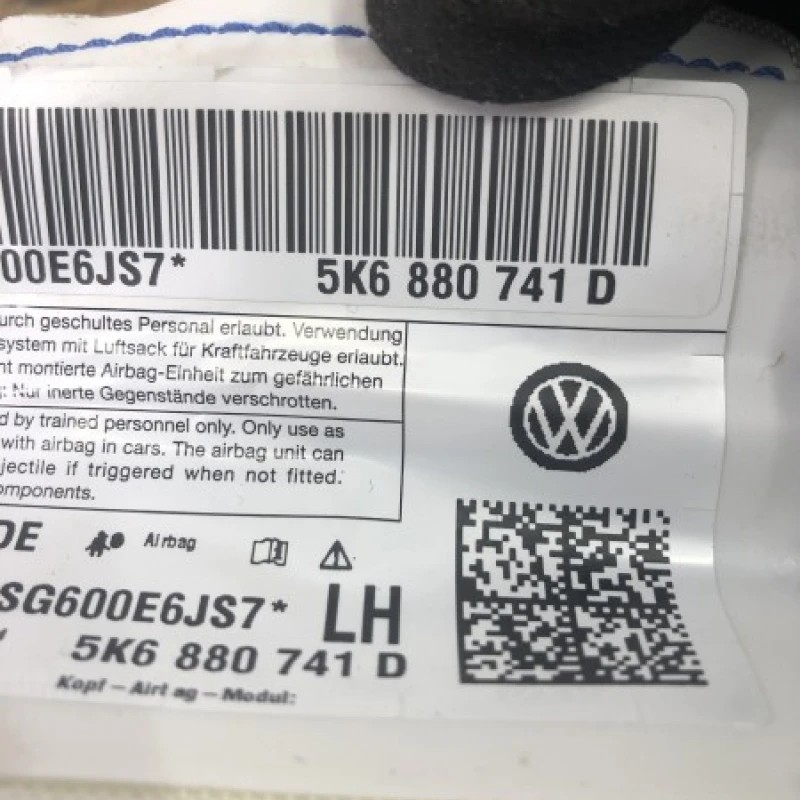 00E6JS7* 5K6 880 741 D
urch geschultes Personal erlaubt. Verwendung
system mit Luftsack für Kraftfahrzeuge erlaubt.
nt montierte Airbag-Einheit zum gefährlichen
: Nur inerte Gegenstände verschrotten.
d by trained personnel only. Only use as
with airbag in cars. The airbag unit can
jectile if triggered when not fitted.
omponents.
DE Airbag
SG600E6JS7* LH
5K6 880 741 D
Kopf – Airt ag – Modul: